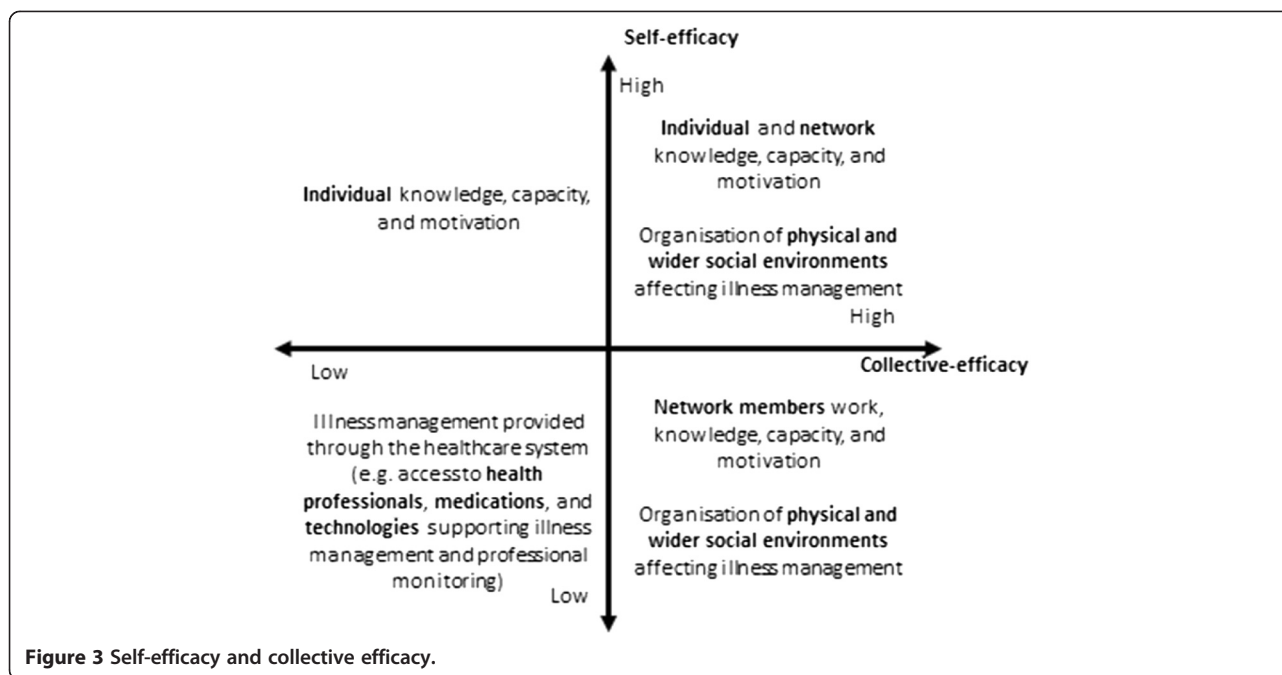 Self-efficacy
High
Individual and network
knowledge, capacity, and
motivation
Individual knowledge, capacity,
and motivation
Organisation of physical and
wider social environments
affecting illness management
High
Low
Collective-efficacy
Illness management provided
through the healthcare system
(e.g. access to health
professionals, medications, and
technologies supporting illness
management and professional
monitoring)
Low
Network members work,
knowledge, capacity, and
motivation
Organisation of physical and
wider social environments
affecting illness management
Figure 3 Self-efficacy and collective efficacy.